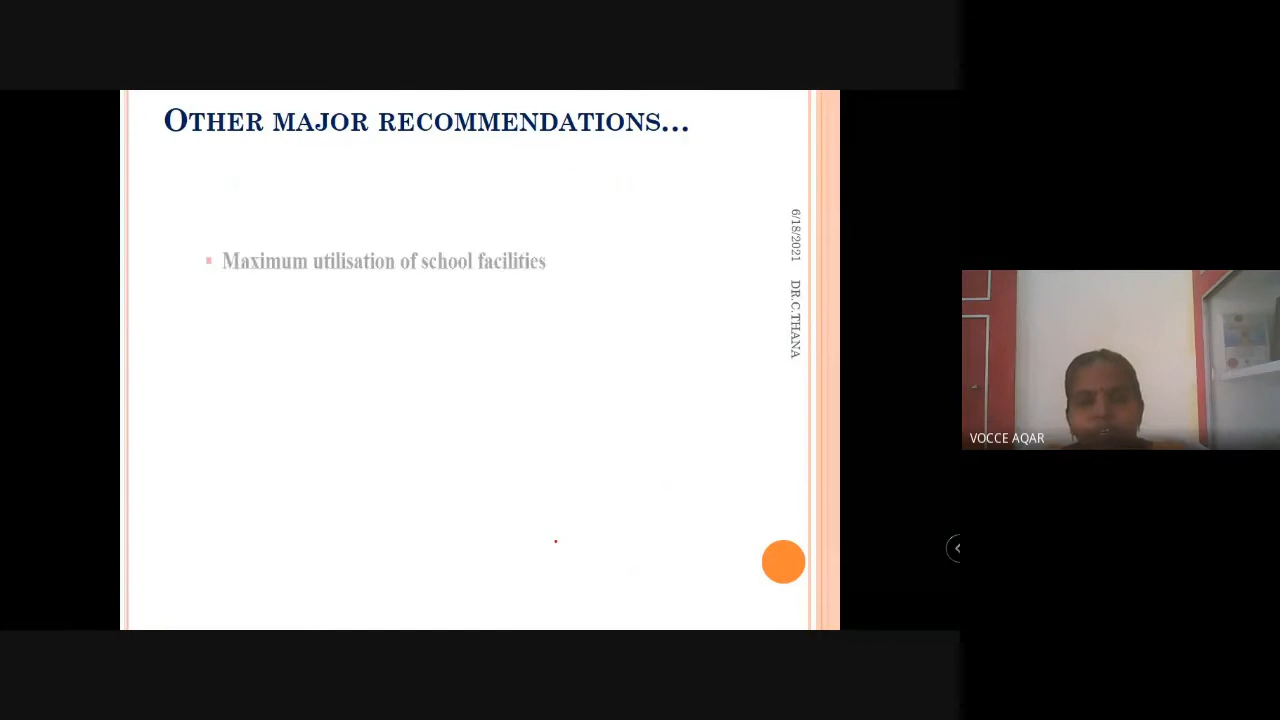 OTHER MAJOR RECOMMENDATIONS...
Maximum utilisation of school facilities
6/18/2021 DR.C.THANA
VOCCE AQAR